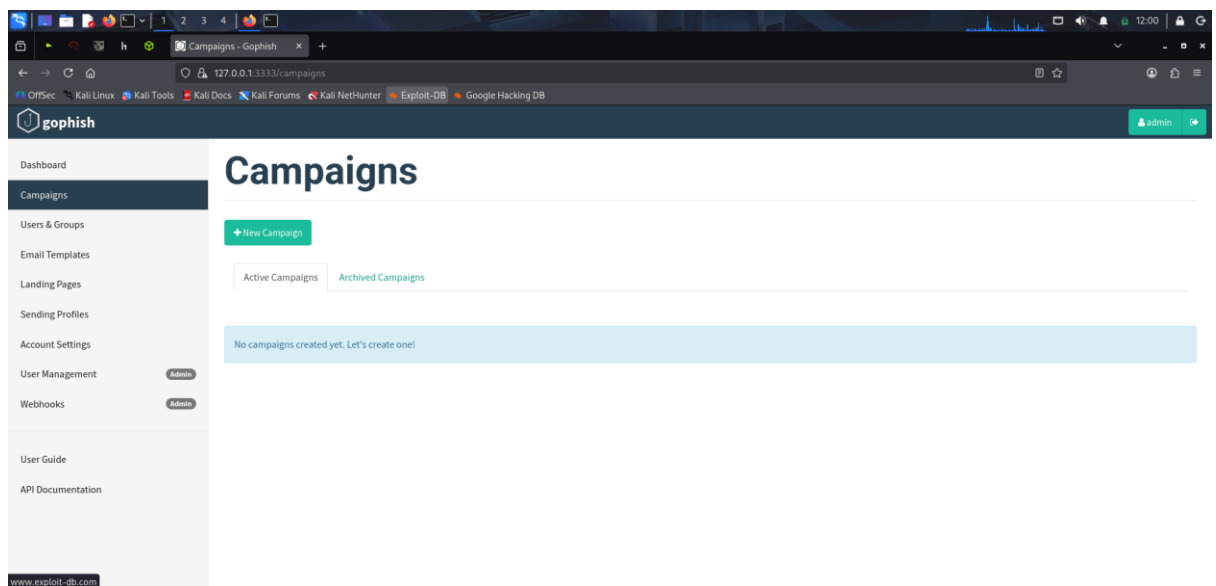 1 2 3 4 12:00
h Campaigns - Gophish × +
127.0.0.1:3333/campaigns
OffSec Kali Linux Kali Tools Kali Docs Kali Forums Kali NetHunter Exploit-DB Google Hacking DB
gophish admin
Dashboard
Campaigns
Campaigns
Users & Groups
+ New Campaign
Email Templates
Active Campaigns Archived Campaigns
Landing Pages
Sending Profiles
Account Settings
No campaigns created yet. Let's create one!
User Management Admin
Webhooks Admin
User Guide
API Documentation
www.exploit-db.com